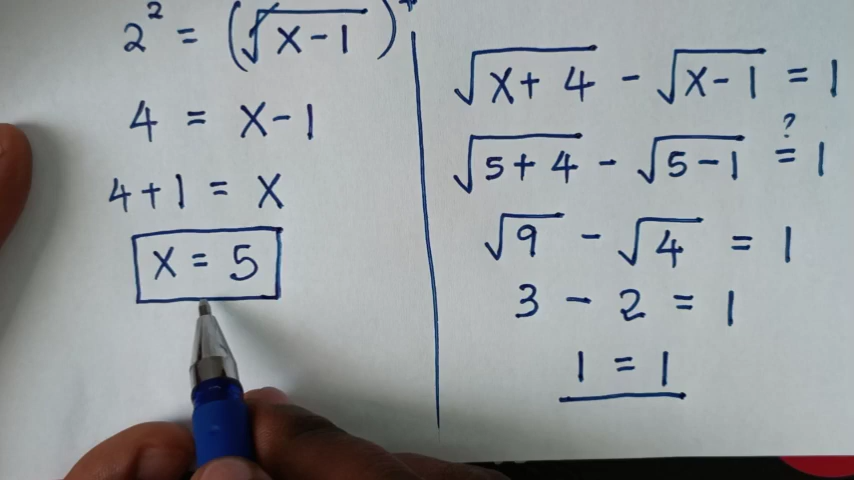 2² = (√x-1)²
4 = x-1
4+1 = x
x = 5
√x+4 - √x-1 = 1
√5+4 - √5-1 ?= 1
√9 - √4 = 1
3 - 2 = 1
1 = 1